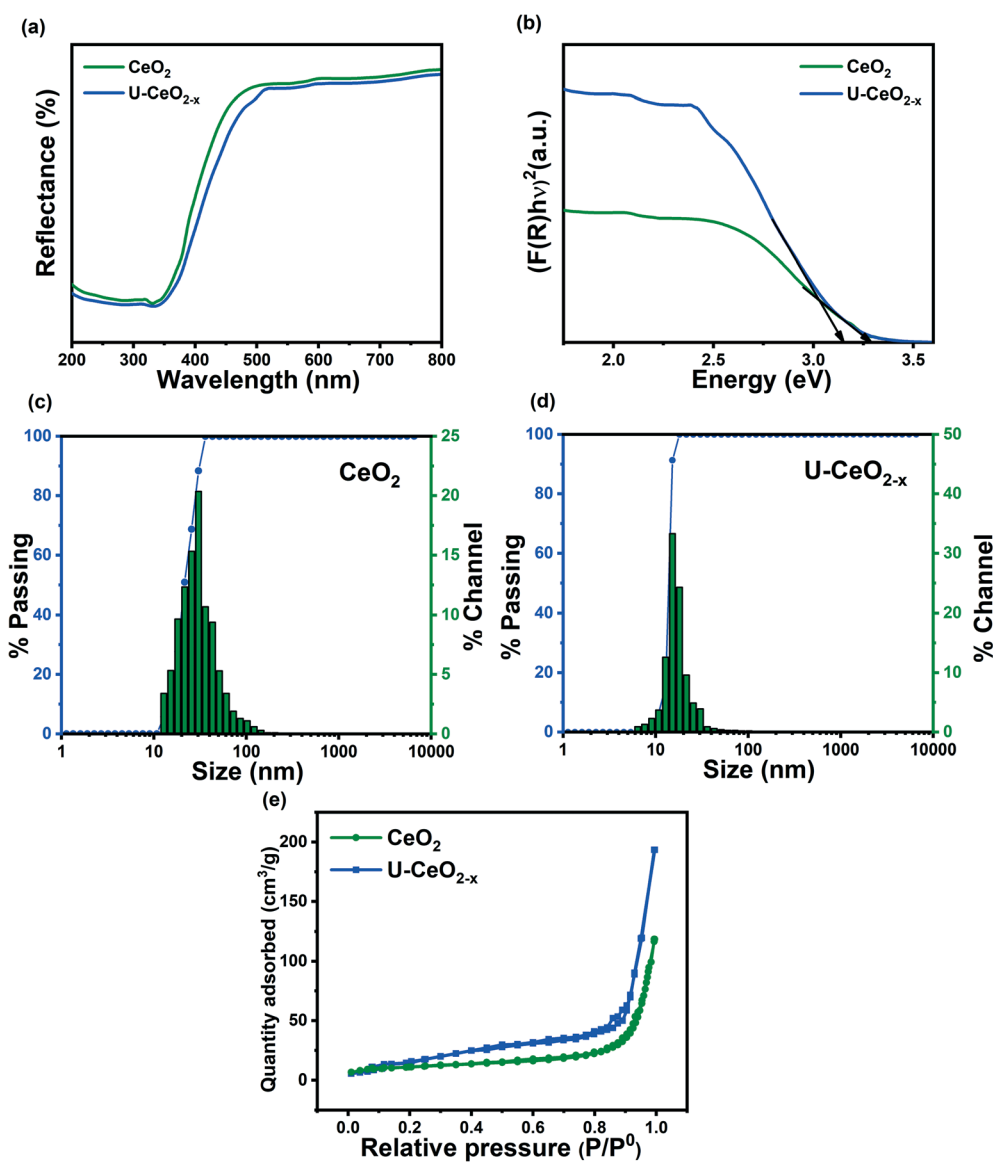 (a)
CeO₂
U-CeO₂₋ₓ
Reflectance (%)
200 300 400 500 600 700 800
Wavelength (nm)
(b)
CeO₂
U-CeO₂₋ₓ
(F(R)hν)²(a.u.)
2.0 2.5 3.0 3.5
Energy (eV)
(c)
CeO₂
% Passing
100
80
60
40
20
0
% Channel
25
20
15
10
5
0
1 10 100 1000 10000
Size (nm)
(d)
U-CeO₂₋ₓ
% Passing
100
80
60
40
20
0
% Channel
50
40
30
20
10
0
1 10 100 1000 10000
Size (nm)
(e)
CeO₂
U-CeO₂₋ₓ
Quantity adsorbed (cm³/g)
200
150
100
50
0
0.0 0.2 0.4 0.6 0.8 1.0
Relative pressure (P/P⁰)